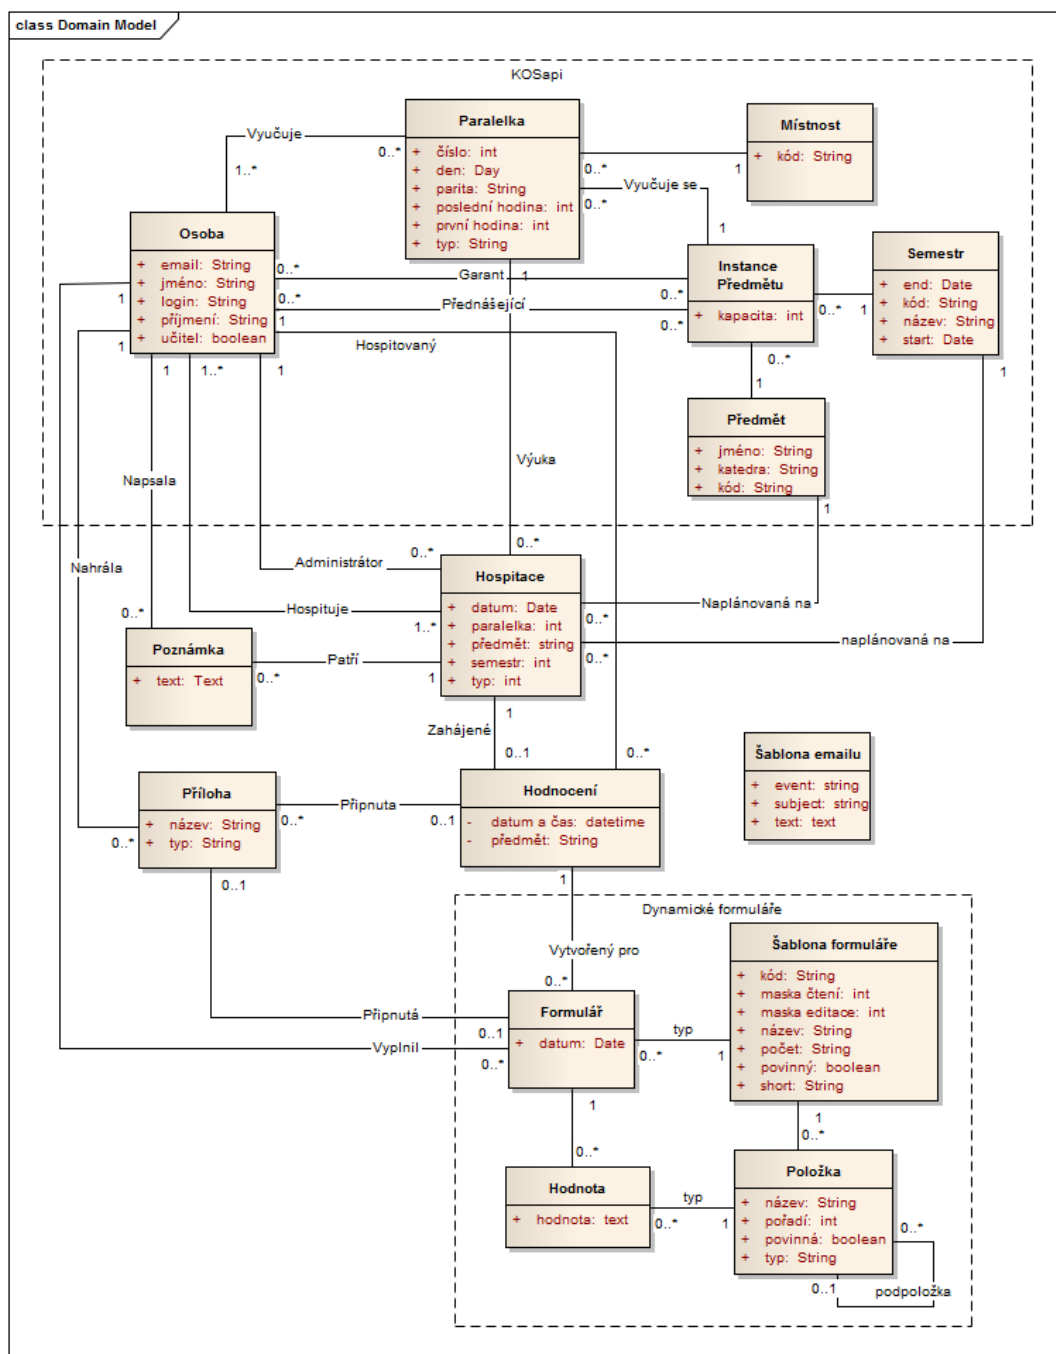 class Domain Model
KOSapi
Paralelka
+ číslo: int
+ den: Day
+ parita: String
+ poslední hodina: int
+ první hodina: int
+ typ: String
Místnost
+ kód: String
Vyučuje
0..*
1..*
0..*
1
Vyučuje se
0..*
1
Osoba
+ email: String
+ jméno: String
+ login: String
+ příjmení: String
+ učitel: boolean
Instance
Předmětu
+ kapacita: int
Semestr
+ end: Date
+ kód: String
+ název: String
+ start: Date
0..*
Garant
0..*
0..*
Přednášející
0..*
1
Hospitovaný
0..*
1
1
1
1
1
1..*
1
0..*
1
1
Předmět
+ jméno: String
+ katedra: String
+ kód: String
1
Napsala
Výuka
Nahrála
Administrátor
0..*
0..*
Hospituje
1..*
Naplánovaná na
0..*
naplánovaná na
0..*
Hospitace
+ datum: Date
+ paralelka: int
+ předmět: string
+ semestr: int
+ typ: int
0..*
Poznámka
+ text: Text
0..*
Patří
1
1
Zahájené
0..1
0..*
Šablona emailu
+ event: string
+ subject: string
+ text: text
Příloha
+ název: String
+ typ: String
0..*
Připnuta
0..1
0..*
0..1
Hodnocení
- datum a čas: datetime
- předmět: String
1
Dynamické formuláře
Vytvořený pro
0..*
Šablona formuláře
+ kód: String
+ maska čtení: int
+ maska editace: int
+ název: String
+ počet: String
+ povinný: boolean
+ short: String
Připnutá
0..1
Vyplnil
0..*
Formulář
+ datum: Date
typ
0..*
1
1
0..*
1
0..*
Hodnota
+ hodnota: text
typ
0..*
1
Položka
+ název: String
+ pořadí: int
+ povinná: boolean
+ typ: String
0..*
0..1
podpoložka